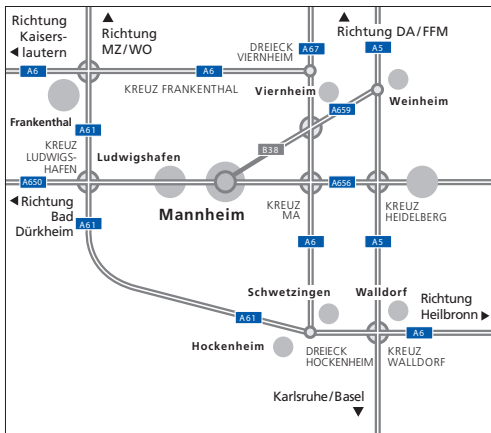 Richtung
Kaisers-
lautern
Richtung
MZ/WO
DREIECK
VIERNHEIM
A67
Richtung DA/FFM
A5
A6
A6
KREUZ FRANKENTHAL
Viernheim
Weinheim
A659
Frankenthal
A61
KREUZ
LUDWIGS-
HAFEN
Ludwigshafen
B38
A650
A656
Mannheim
KREUZ
MA
KREUZ
HEIDELBERG
Richtung
Bad
Dürkheim
A61
A6
A5
Schwetzingen
Walldorf
Richtung
Heilbronn
A61
A6
Hockenheim
DREIECK
HOCKENHEIM
KREUZ
WALLDORF
Karlsruhe/Basel